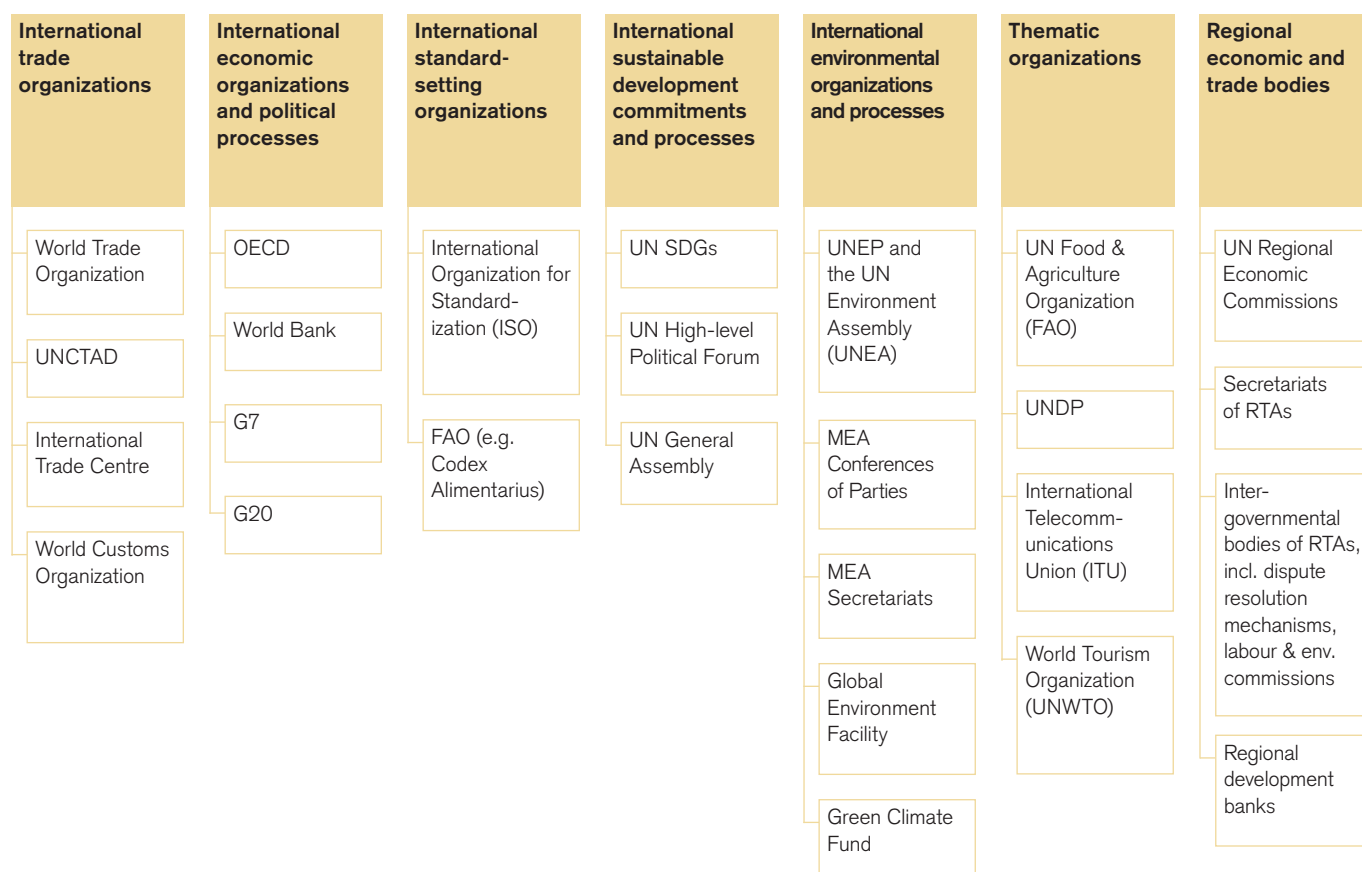 International
trade
organizations
World Trade
Organization
UNCTAD
International
Trade Centre
World Customs
Organization
International
economic
organizations
and political
processes
OECD
World Bank
G7
G20
International
standard-
setting
organizations
International
Organization for
Standard-
ization (ISO)
FAO (e.g.
Codex
Alimentarius)
International
sustainable
development
commitments
and processes
UN SDGs
UN High-level
Political Forum
UN General
Assembly
International
environmental
organizations
and processes
UNEP and
the UN
Environment
Assembly
(UNEA)
MEA
Conferences
of Parties
MEA
Secretariats
Global
Environment
Facility
Green Climate
Fund
Thematic
organizations
UN Food &
Agriculture
Organization
(FAO)
UNDP
International
Telecomm-
unications
Union (ITU)
World Tourism
Organization
(UNWTO)
Regional
economic and
trade bodies
UN Regional
Economic
Commissions
Secretariats
of RTAs
Inter-
governmental
bodies of RTAs,
incl. dispute
resolution
mechanisms,
labour & env.
commissions
Regional
development
banks